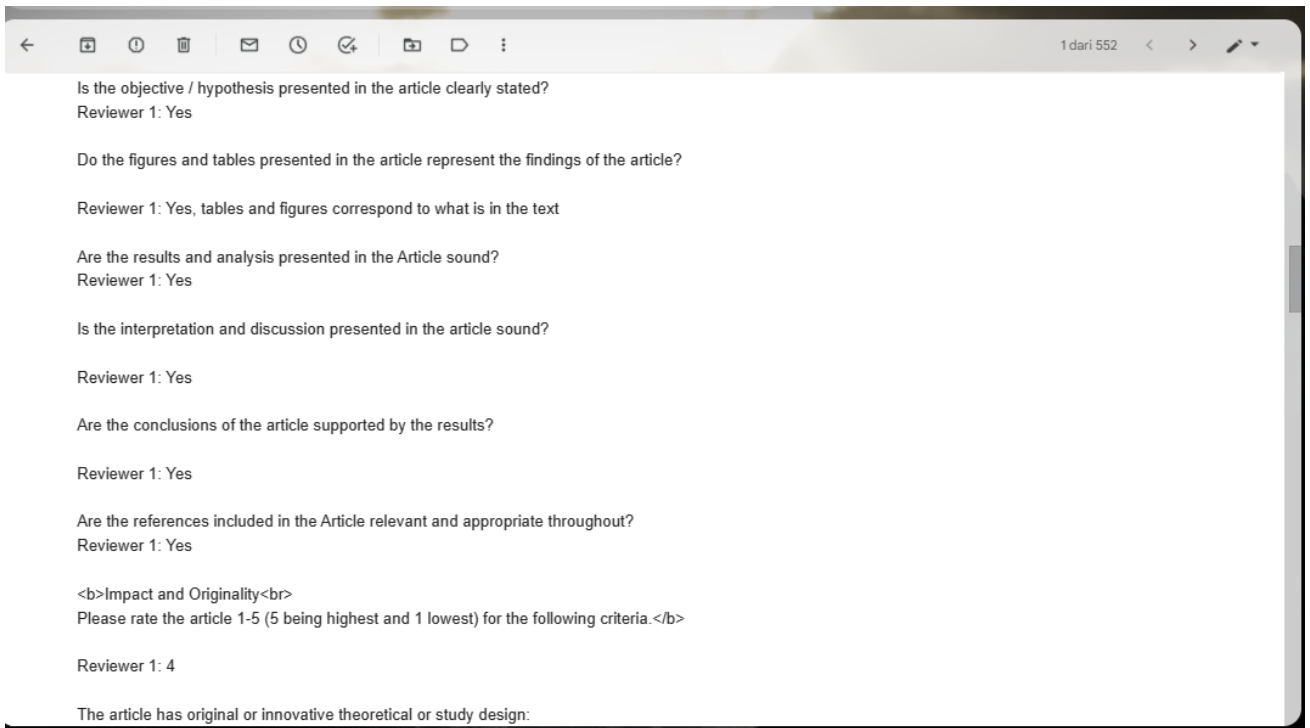 1 dari 552
Is the objective / hypothesis presented in the article clearly stated?
Reviewer 1: Yes
Do the figures and tables presented in the article represent the findings of the article?
Reviewer 1: Yes, tables and figures correspond to what is in the text
Are the results and analysis presented in the Article sound?
Reviewer 1: Yes
Is the interpretation and discussion presented in the article sound?
Reviewer 1: Yes
Are the conclusions of the article supported by the results?
Reviewer 1: Yes
Are the references included in the Article relevant and appropriate throughout?
Reviewer 1: Yes
<b>Impact and Originality<br>
Please rate the article 1-5 (5 being highest and 1 lowest) for the following criteria.</b>
Reviewer 1: 4
The article has original or innovative theoretical or study design: